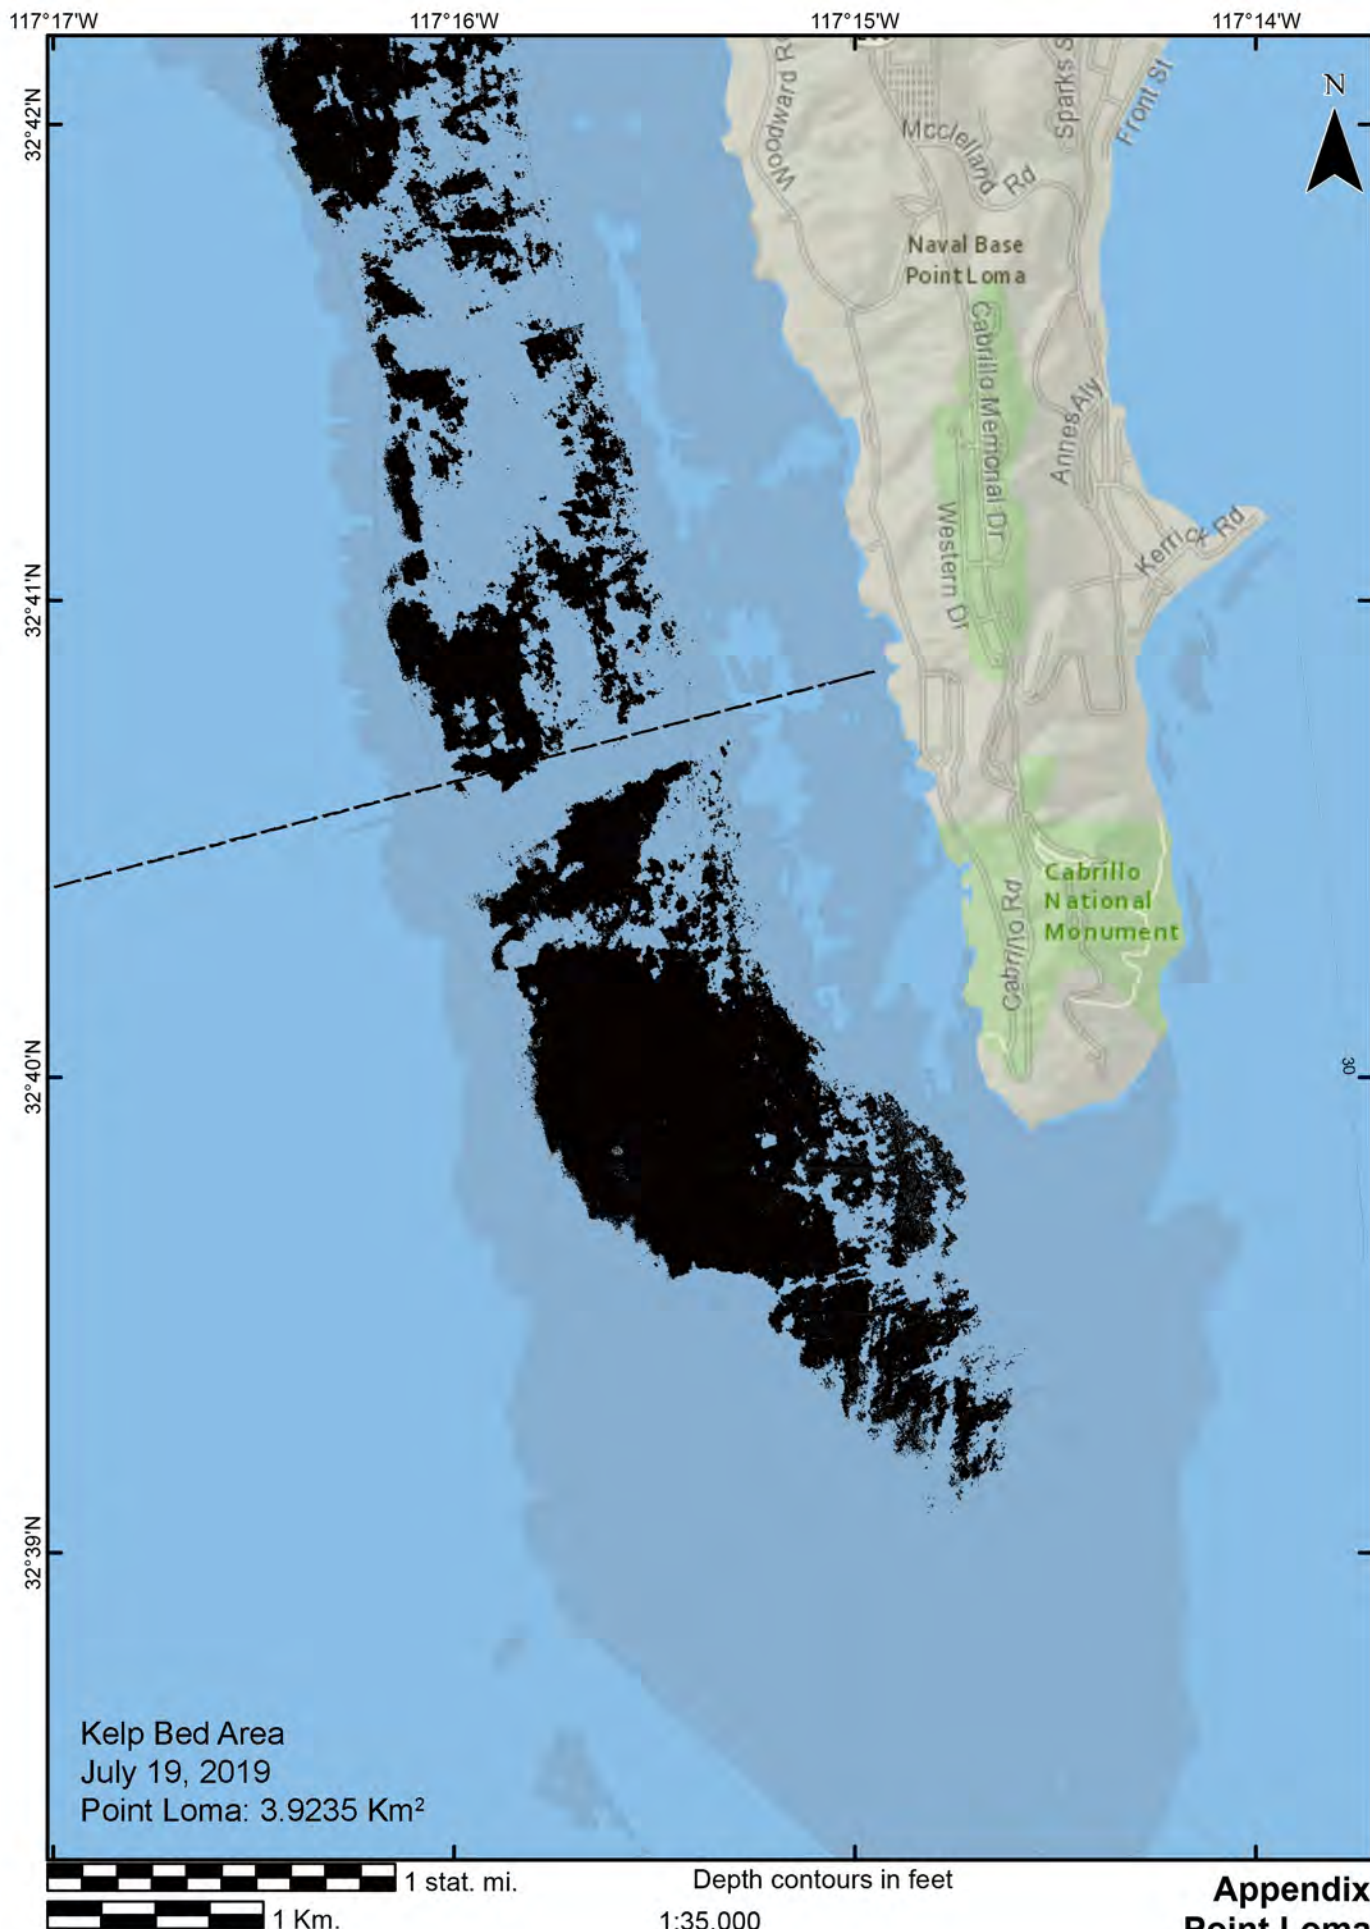 117°17'W
117°16'W
117°15'W
117°14'W
32°42'N
32°41'N
32°40'N
32°39'N
N
Woodward
Mcclelland Rd
Sparks
Front St
Naval Base
Point Loma
Cabrillo Memorial Dr
Annes Aly
Western Dr
Kerrick Rd
Cabrillo
National
Monument
Cabrillo Rd
30
Kelp Bed Area
July 19, 2019
Point Loma: 3.9235 Km²
1 stat. mi.
Depth contours in feet
Appendix
1 Km.
1:35,000
Point Loma